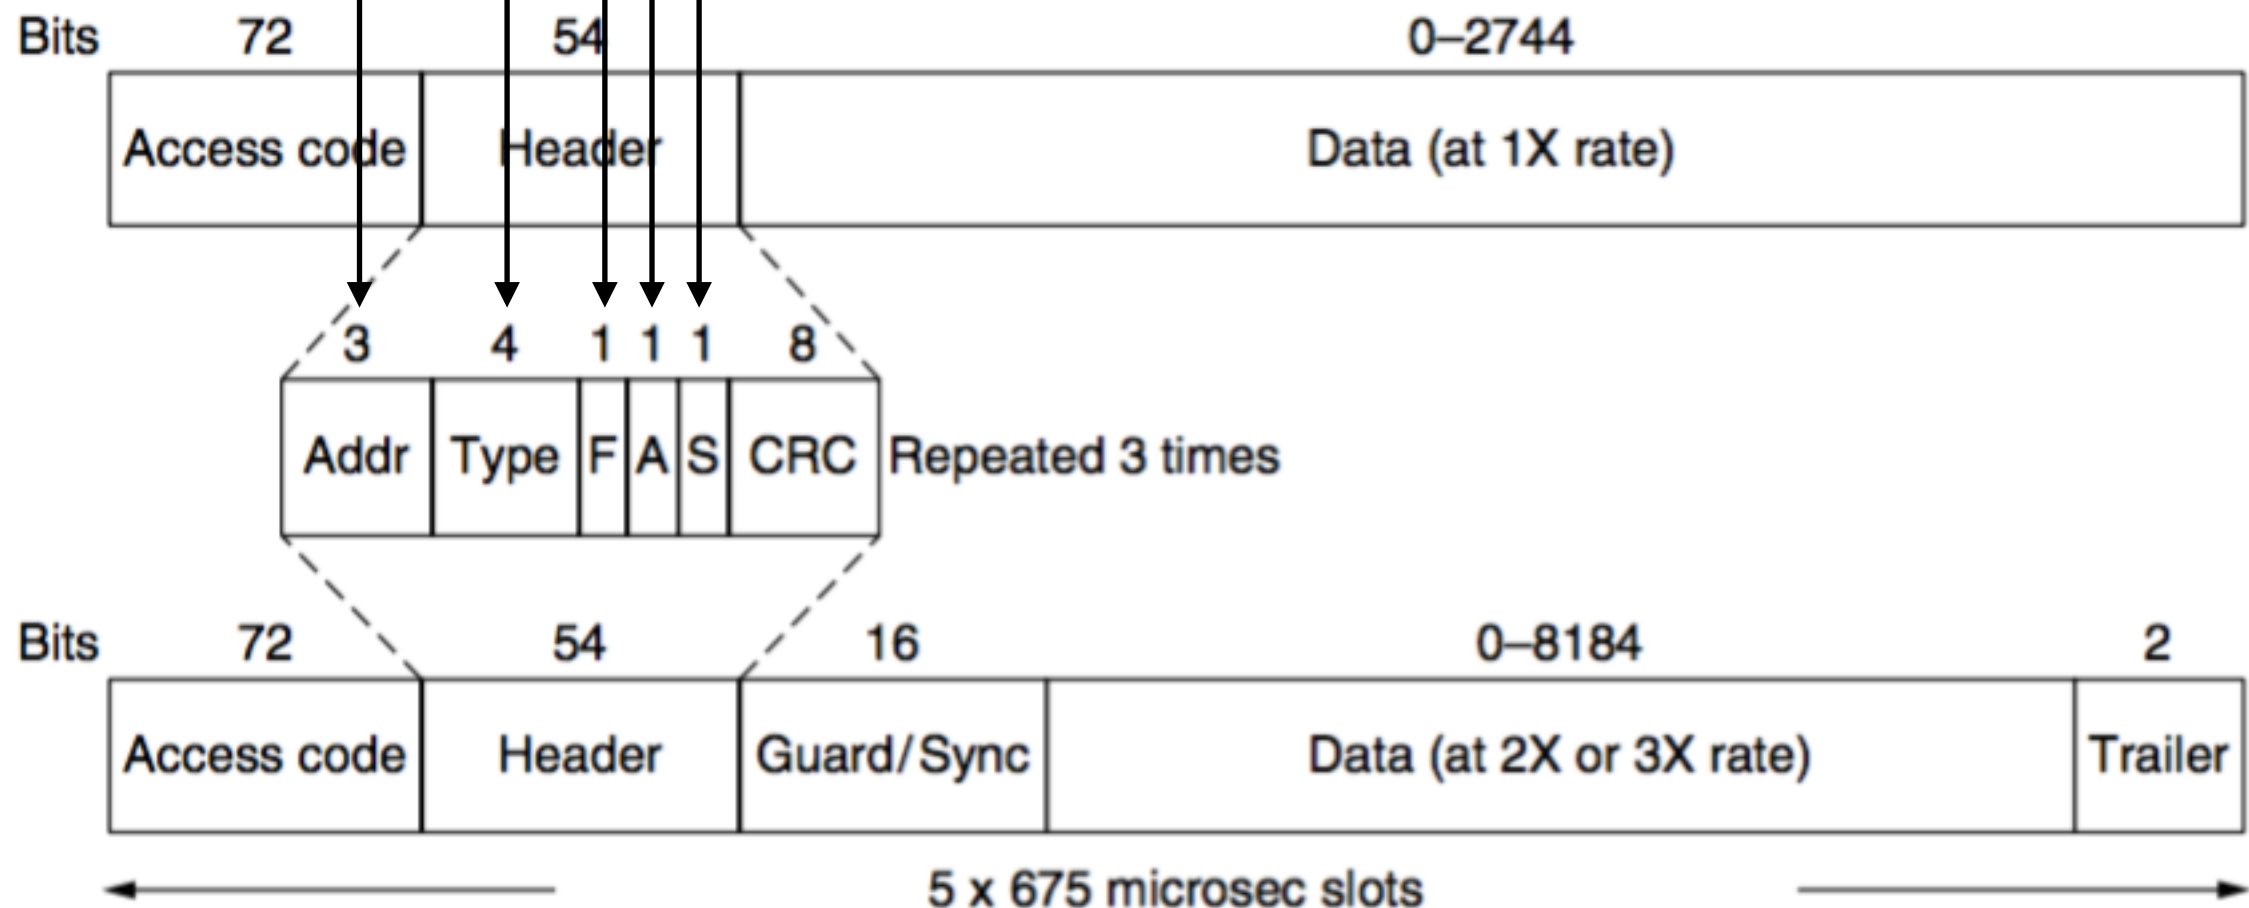 Bits 72 54 0–2744
Access code Header Data (at 1X rate)
3 4 1 1 1 8
Addr Type F A S CRC Repeated 3 times
Bits 72 54 16 0–8184 2
Access code Header Guard/Sync Data (at 2X or 3X rate) Trailer
5 x 675 microsec slots